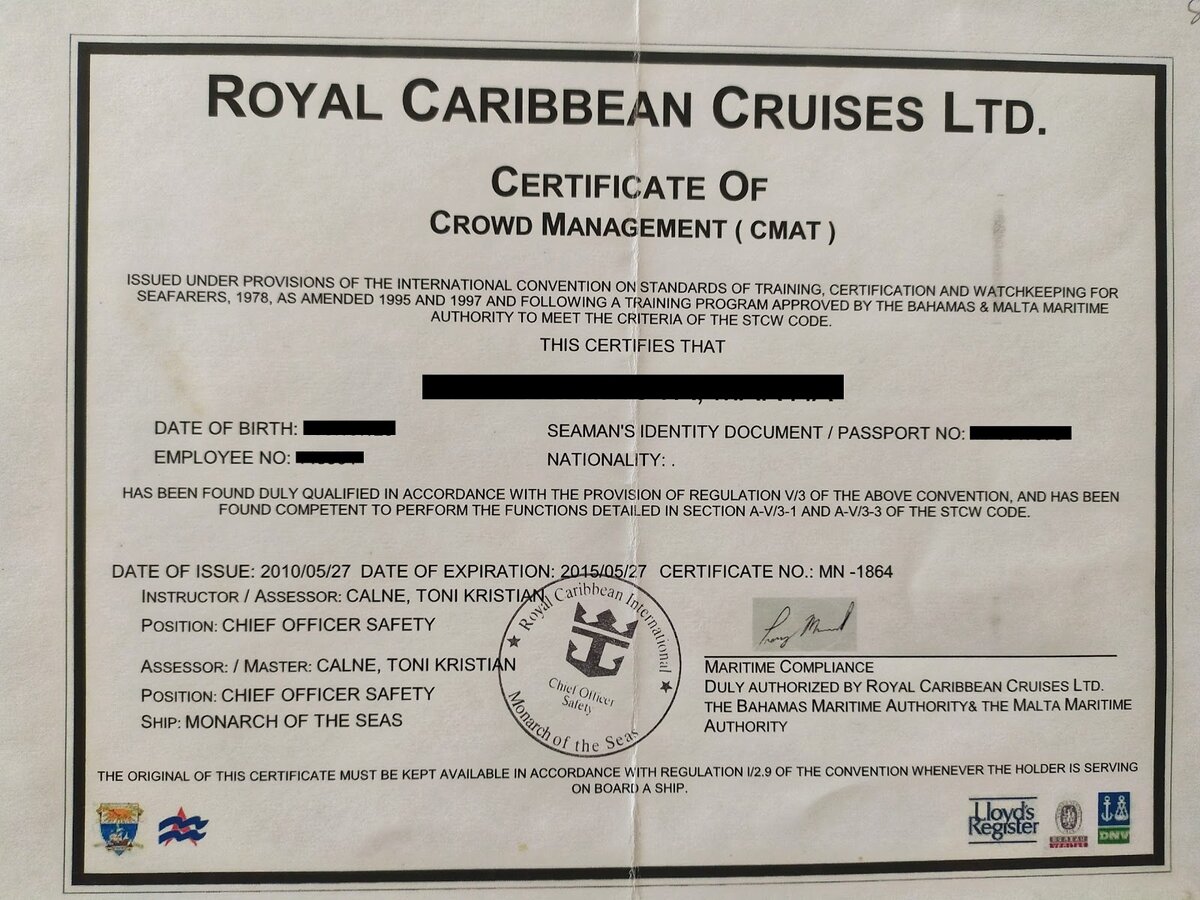 ROYAL CARIBBEAN CRUISES LTD.
CERTIFICATE OF
CROWD MANAGEMENT ( CMAT )
ISSUED UNDER PROVISIONS OF THE INTERNATIONAL CONVENTION ON STANDARDS OF TRAINING, CERTIFICATION AND WATCHKEEPING FOR
SEAFARERS, 1978, AS AMENDED 1995 AND 1997 AND FOLLOWING A TRAINING PROGRAM APPROVED BY THE BAHAMAS & MALTA MARITIME
AUTHORITY TO MEET THE CRITERIA OF THE STCW CODE.
THIS CERTIFIES THAT
DATE OF BIRTH:
SEAMAN'S IDENTITY DOCUMENT / PASSPORT NO:
EMPLOYEE NO:
NATIONALITY: .
HAS BEEN FOUND DULY QUALIFIED IN ACCORDANCE WITH THE PROVISION OF REGULATION V/3 OF THE ABOVE CONVENTION, AND HAS BEEN
FOUND COMPETENT TO PERFORM THE FUNCTIONS DETAILED IN SECTION A-V/3-1 AND A-V/3-3 OF THE STCW CODE.
DATE OF ISSUE: 2010/05/27 DATE OF EXPIRATION: 2015/05/27 CERTIFICATE NO.: MN -1864
INSTRUCTOR / ASSESSOR: CALNE, TONI KRISTIAN
POSITION: CHIEF OFFICER SAFETY
ASSESSOR: / MASTER: CALNE, TONI KRISTIAN
POSITION: CHIEF OFFICER SAFETY
SHIP: MONARCH OF THE SEAS
Royal Caribbean International
Chief Officer
Safety
Monarch of the Seas
MARITIME COMPLIANCE
DULY AUTHORIZED BY ROYAL CARIBBEAN CRUISES LTD.
THE BAHAMAS MARITIME AUTHORITY& THE MALTA MARITIME
AUTHORITY
THE ORIGINAL OF THIS CERTIFICATE MUST BE KEPT AVAILABLE IN ACCORDANCE WITH REGULATION I/2.9 OF THE CONVENTION WHENEVER THE HOLDER IS SERVING
ON BOARD A SHIP.
Lloyd's
Register
BUREAU
VERITAS
DNV